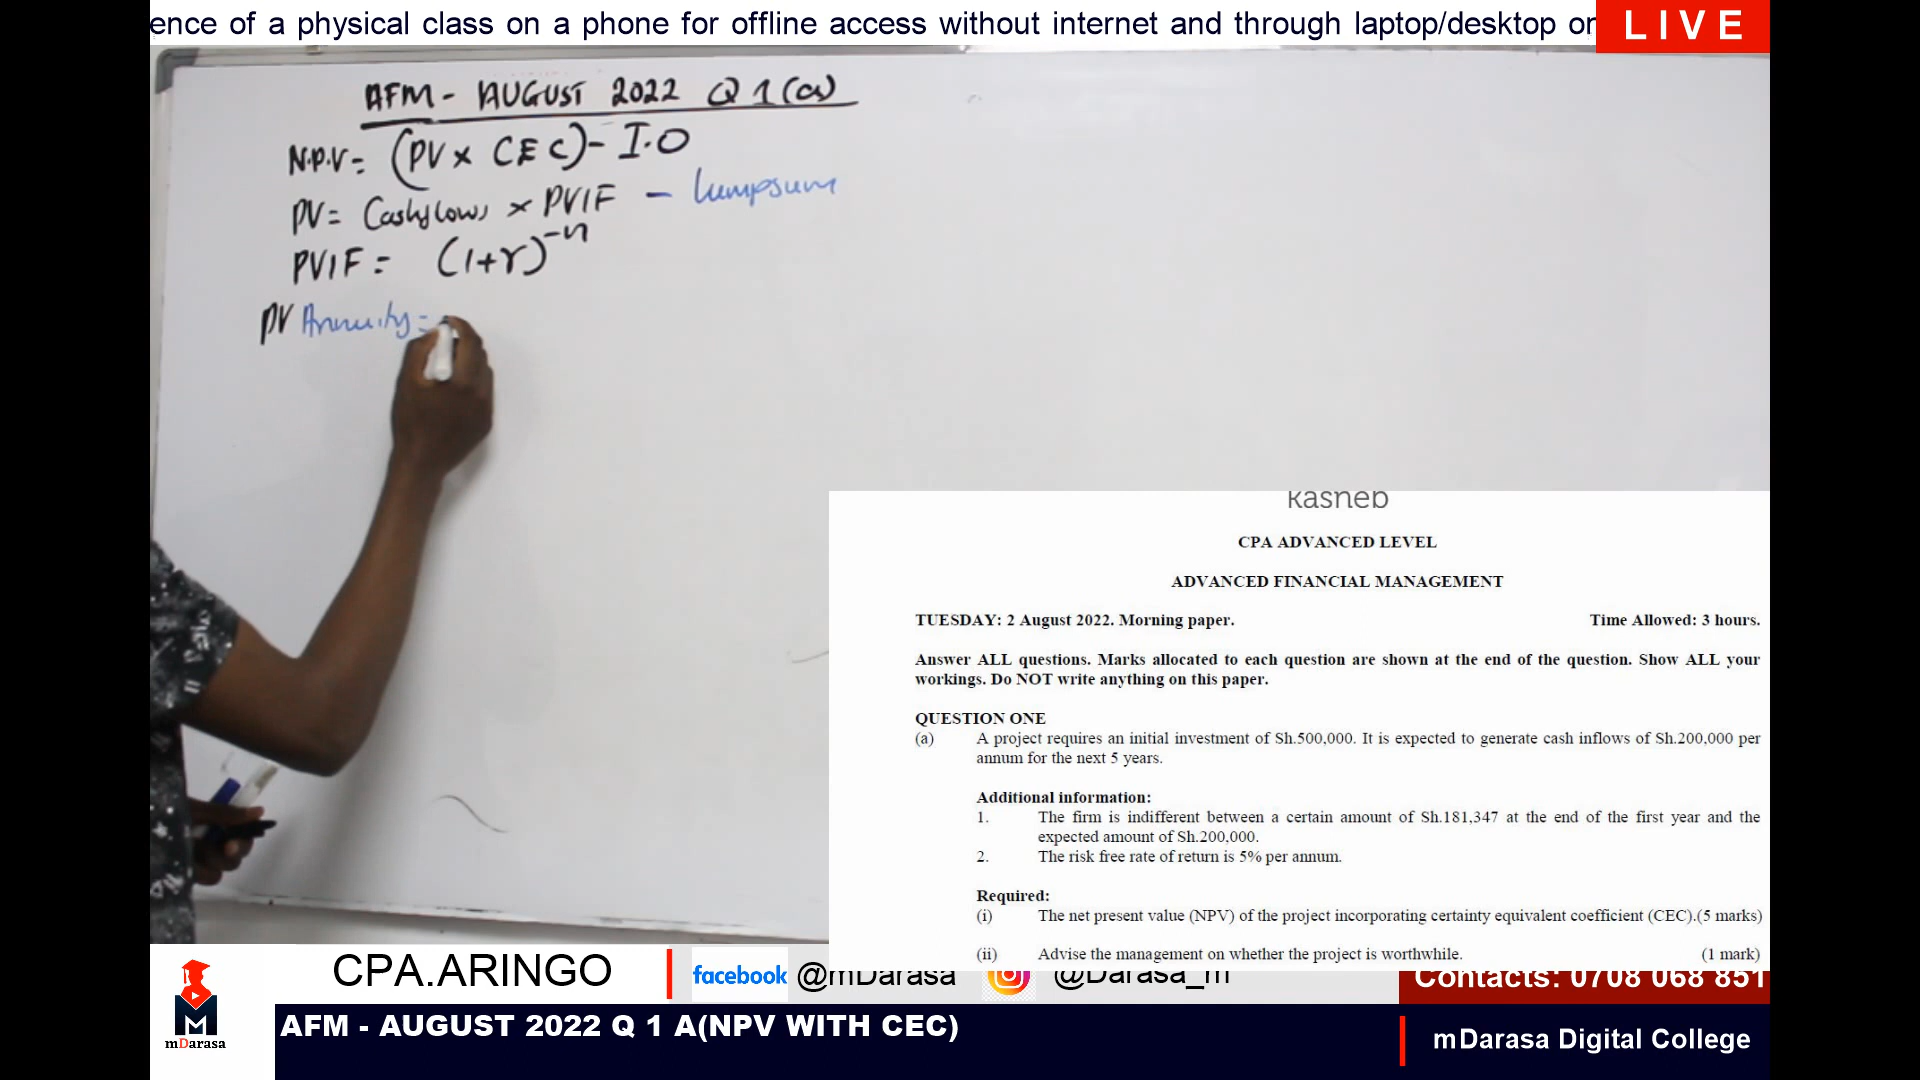 ence of a physical class on a phone for offline access without internet and through laptop/desktop or
LIVE
AFM - AUGUST 2022 Q 1(a)
N.P.V = (PV x CEC) - I.O
PV = Cashflows x PVIF - lumpsum
PVIF = (1+r)^-n
PV Annuity =
kasneb
CPA ADVANCED LEVEL
ADVANCED FINANCIAL MANAGEMENT
TUESDAY: 2 August 2022. Morning paper. Time Allowed: 3 hours.
Answer ALL questions. Marks allocated to each question are shown at the end of the question. Show ALL your
workings. Do NOT write anything on this paper.
QUESTION ONE
(a) A project requires an initial investment of Sh.500,000. It is expected to generate cash inflows of Sh.200,000 per
annum for the next 5 years.
Additional information:
1. The firm is indifferent between a certain amount of Sh.181,347 at the end of the first year and the
expected amount of Sh.200,000.
2. The risk free rate of return is 5% per annum.
Required:
(i) The net present value (NPV) of the project incorporating certainty equivalent coefficient (CEC).(5 marks)
(ii) Advise the management on whether the project is worthwhile. (1 mark)
CPA.ARINGO
facebook @mDarasa @Darasa_m
Contacts: 0708 068 851
M
mDarasa
AFM - AUGUST 2022 Q 1 A(NPV WITH CEC)
mDarasa Digital College